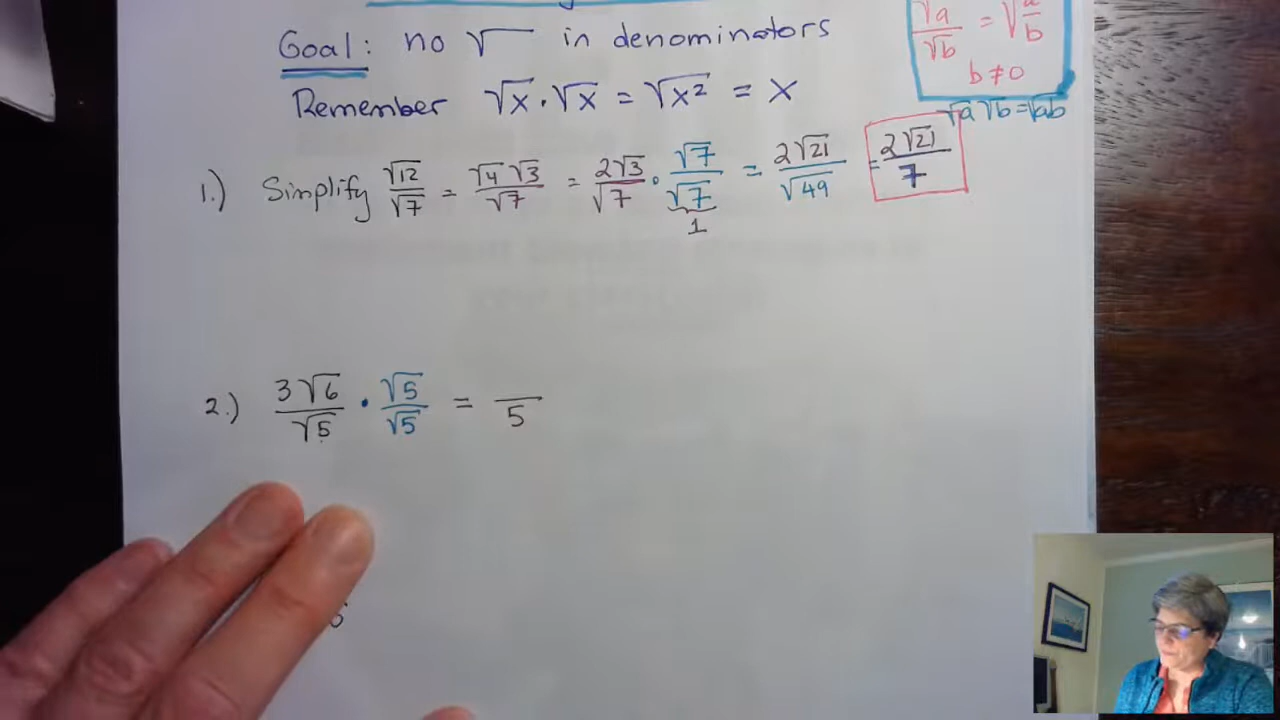 Goal: no √ in denominators
Remember √x · √x = √x² = x
√a/√b = √a/b
b ≠ 0
√a √b = √ab
1.) Simplify √12/√7 = √4 √3/√7 = 2√3/√7 · √7/√7 = 2√21/√49 = 2√21/7
1
2.) 3√6/√5 · √5/√5 = /5